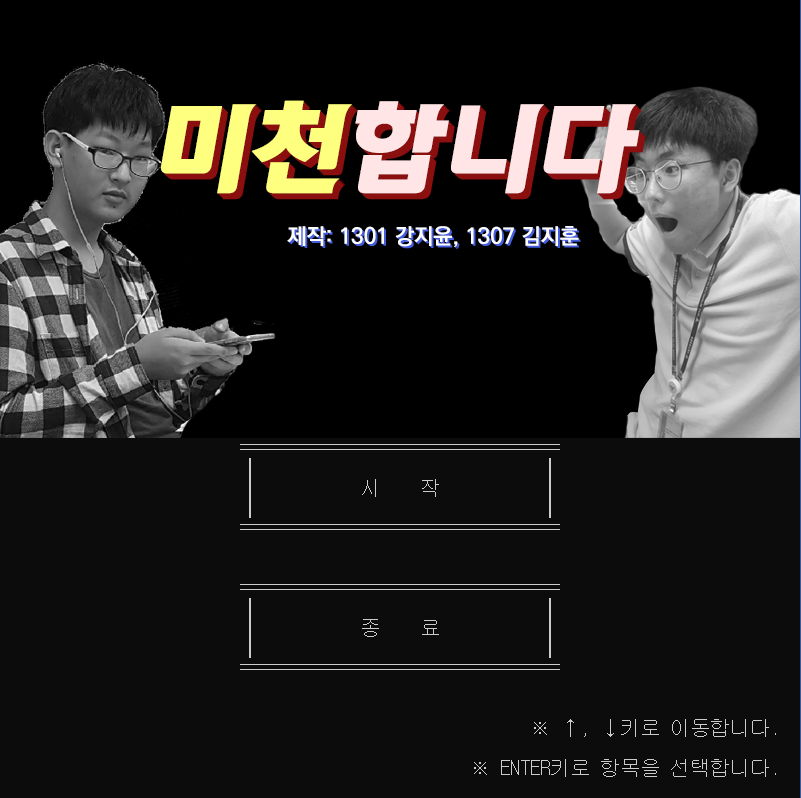 미천합니다
제작: 1301 강지윤, 1307 김지훈
시 작
종 료
※ ↑, ↓키로 이동합니다.
※ ENTER키로 항목을 선택합니다.